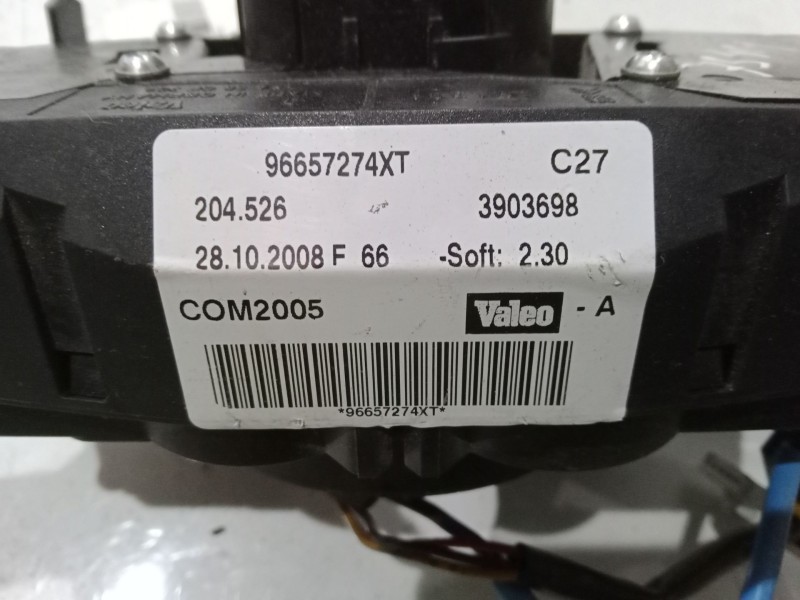 96657274XT C27
204.526 3903698
28.10.2008 F 66 -Soft: 2.30
COM2005 Valeo - A
*96657274XT*